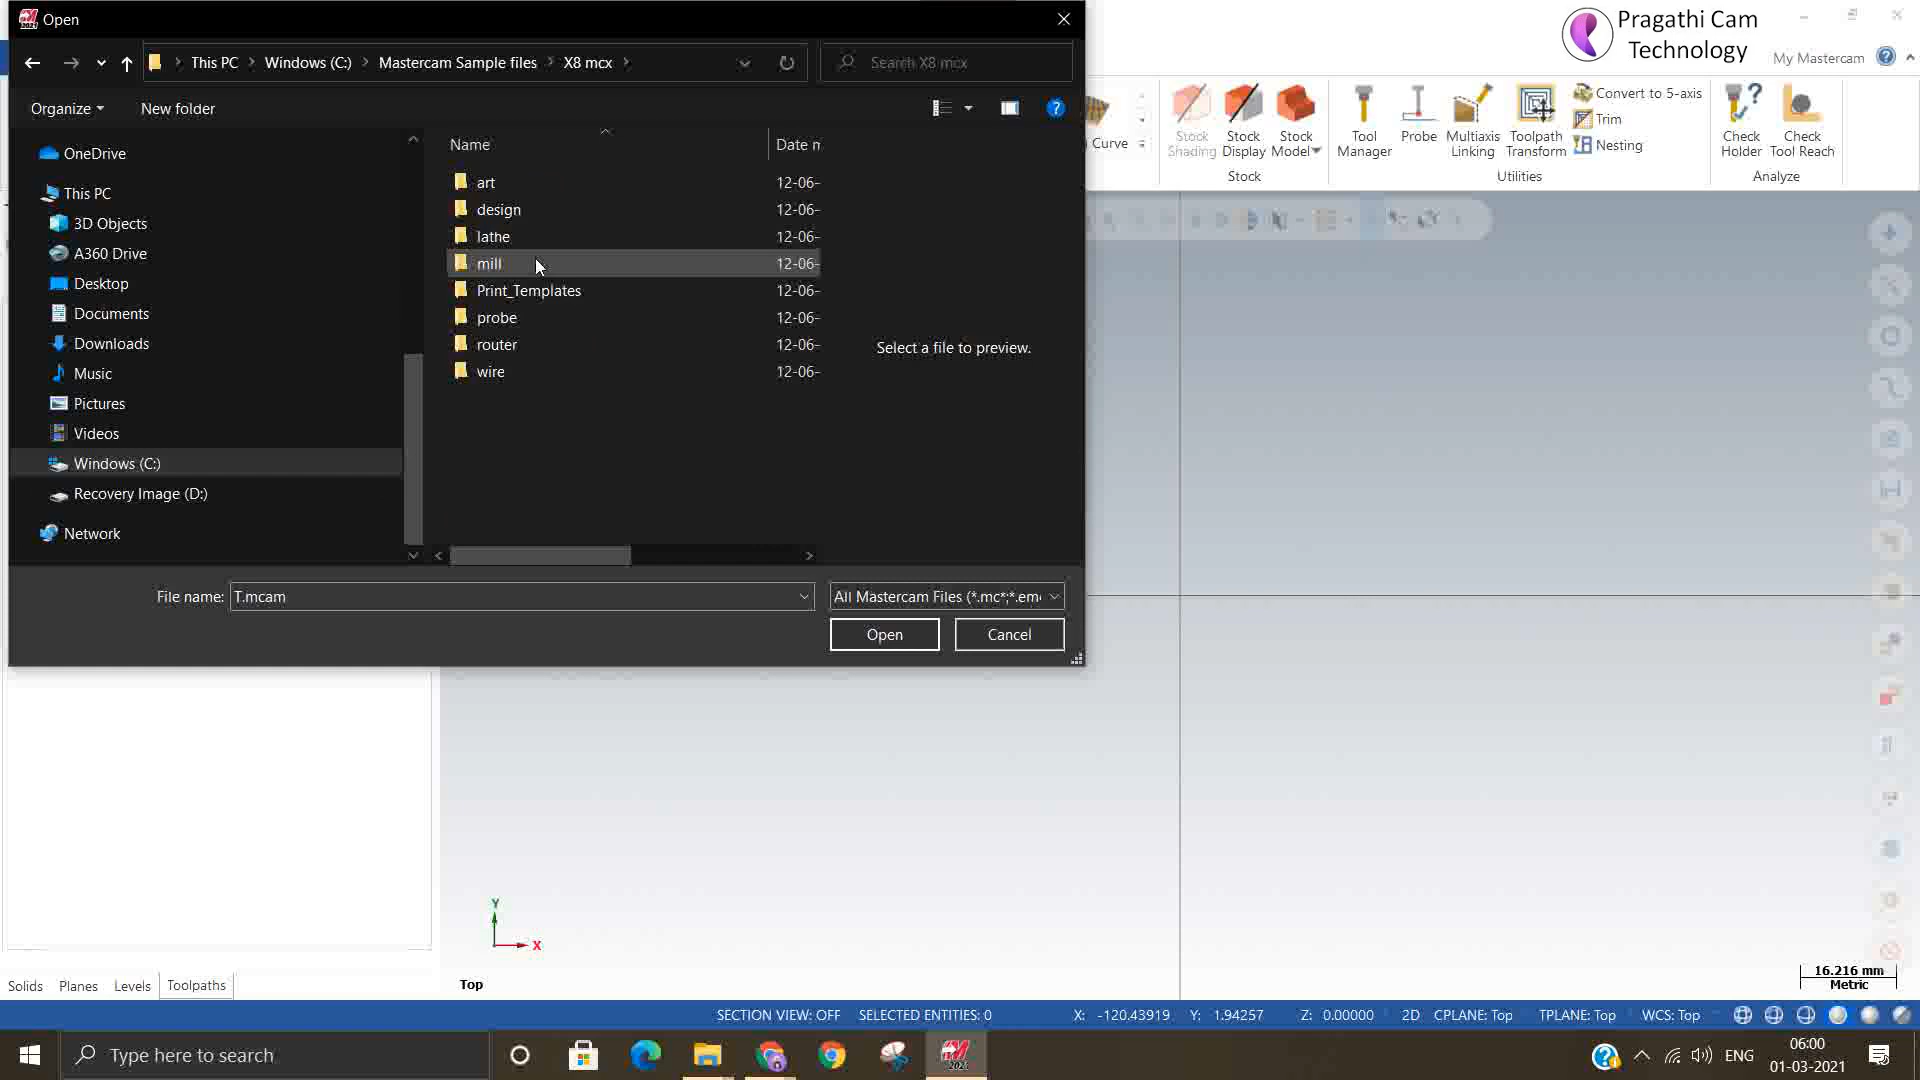 Open
This PC
Windows (C:)
Mastercam Sample files
X8 mcx
Search X8 mcx
Organize
New folder
OneDrive
This PC
3D Objects
A360 Drive
Desktop
Documents
Downloads
Music
Pictures
Videos
Windows (C:)
Recovery Image (D:)
Network
Name
Date m
art
12-06-
design
12-06-
lathe
12-06-
mill
12-06-
Print_Templates
12-06-
probe
12-06-
router
12-06-
wire
12-06-
Select a file to preview.
File name:
T.mcam
All Mastercam Files (*.mc*;*.em
Open
Cancel
Pragathi Cam
Technology
My Mastercam
Curve
Stock
Shading
Stock
Display
Stock
Model
Stock
Tool
Manager
Probe
Multiaxis
Linking
Toolpath
Transform
Convert to 5-axis
Trim
Nesting
Utilities
Check
Holder
Check
Tool Reach
Analyze
Y
X
Top
16.216 mm
Metric
Solids
Planes
Levels
Toolpaths
SECTION VIEW: OFF
SELECTED ENTITIES: 0
X: -120.43919
Y: 1.94257
Z: 0.00000
2D
CPLANE: Top
TPLANE: Top
WCS: Top
Type here to search
2021
ENG
06:00
01-03-2021